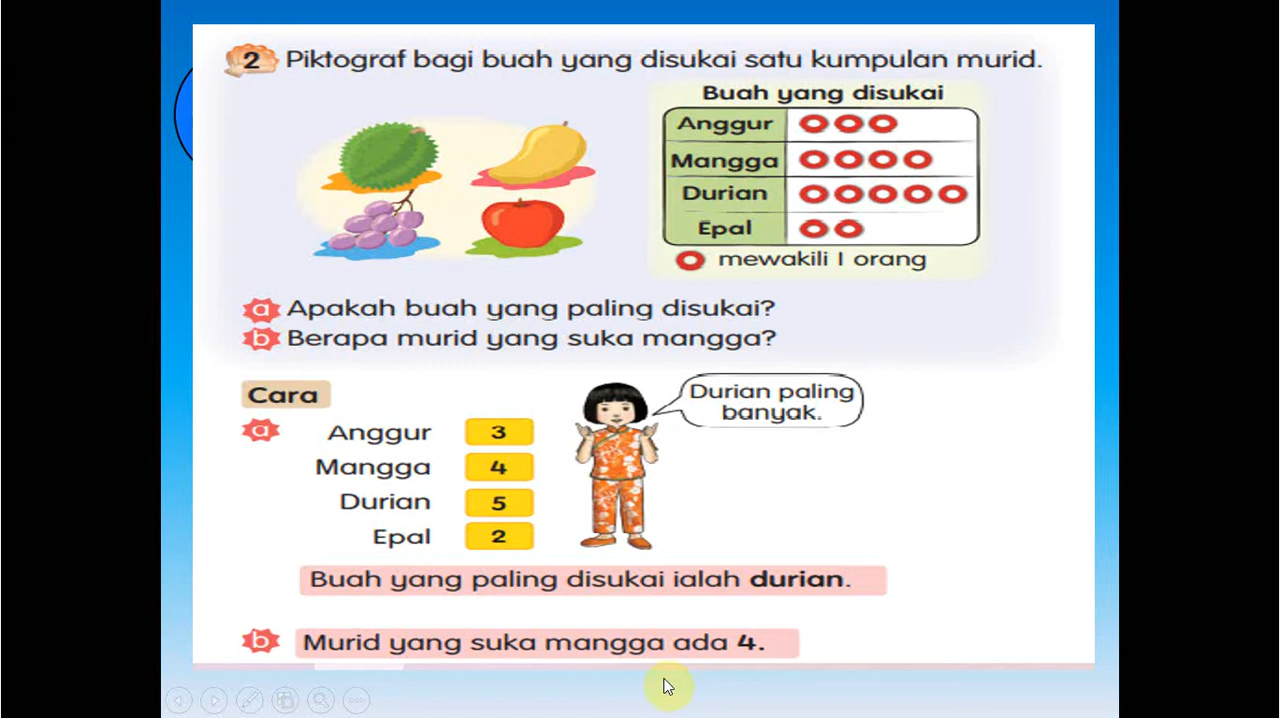 2 Piktograf bagi buah yang disukai satu kumpulan murid.
Buah yang disukai
Anggur
Mangga
Durian
Epal
mewakili 1 orang
a Apakah buah yang paling disukai?
b Berapa murid yang suka mangga?
Cara
Durian paling
banyak.
a Anggur 3
Mangga 4
Durian 5
Epal 2
Buah yang paling disukai ialah durian.
b Murid yang suka mangga ada 4.